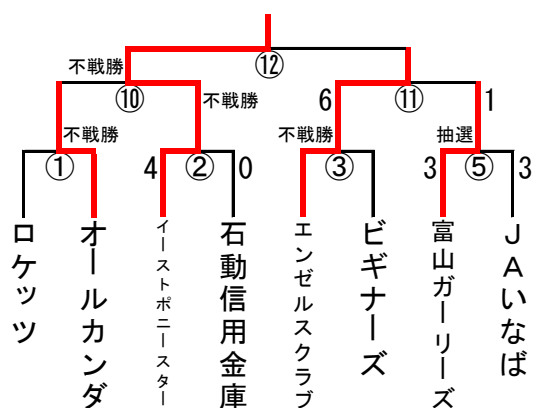 不戦勝
⑫
⑩
不戦勝
6
⑪
1
不戦勝
不戦勝
抽選
①
4
②
0
③
3
⑤
3
ロケッツ
オールカンダ
イーストポニースター
石動信用金庫
エンゼルスクラブ
ビギナーズ
富山ガーリーズ
JAいなば